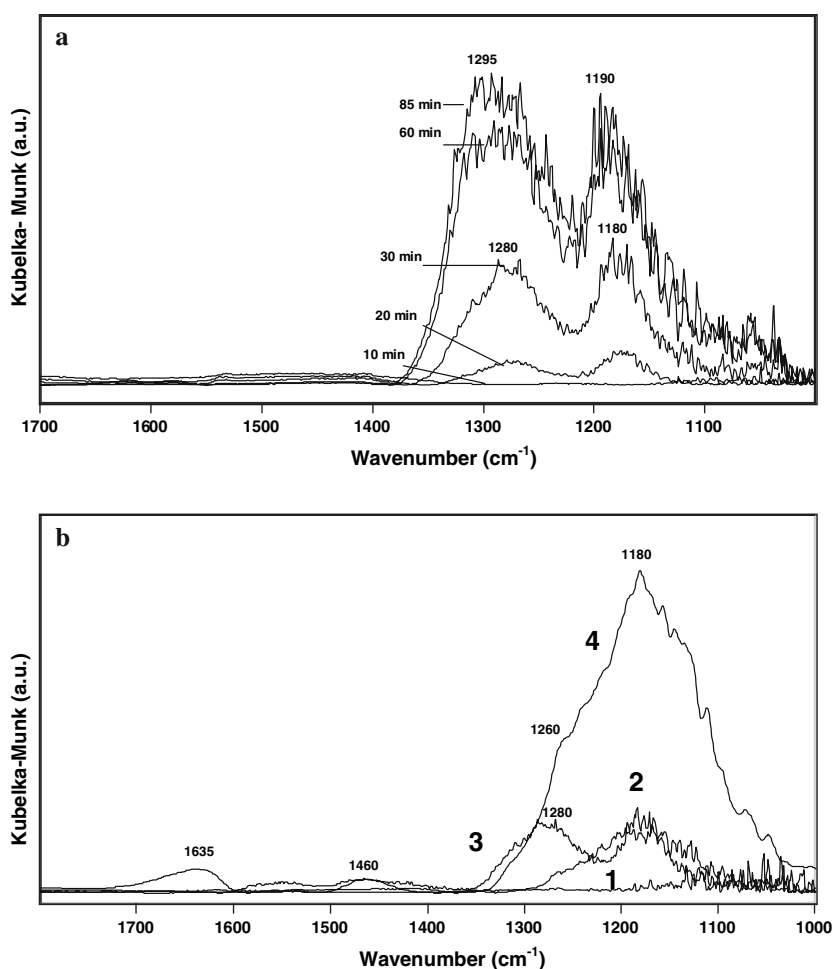 a
1295
1190
85 min
60 min
1280
1180
30 min
20 min
10 min
Kubelka- Munk (a.u.)
1700 1600 1500 1400 1300 1200 1100
Wavenumber (cm-1)
b
1180
4
1260
2
1280
3
1635
1460
1
Kubelka-Munk (a.u.)
1700 1600 1500 1400 1300 1200 1100 1000
Wavenumber (cm-1)